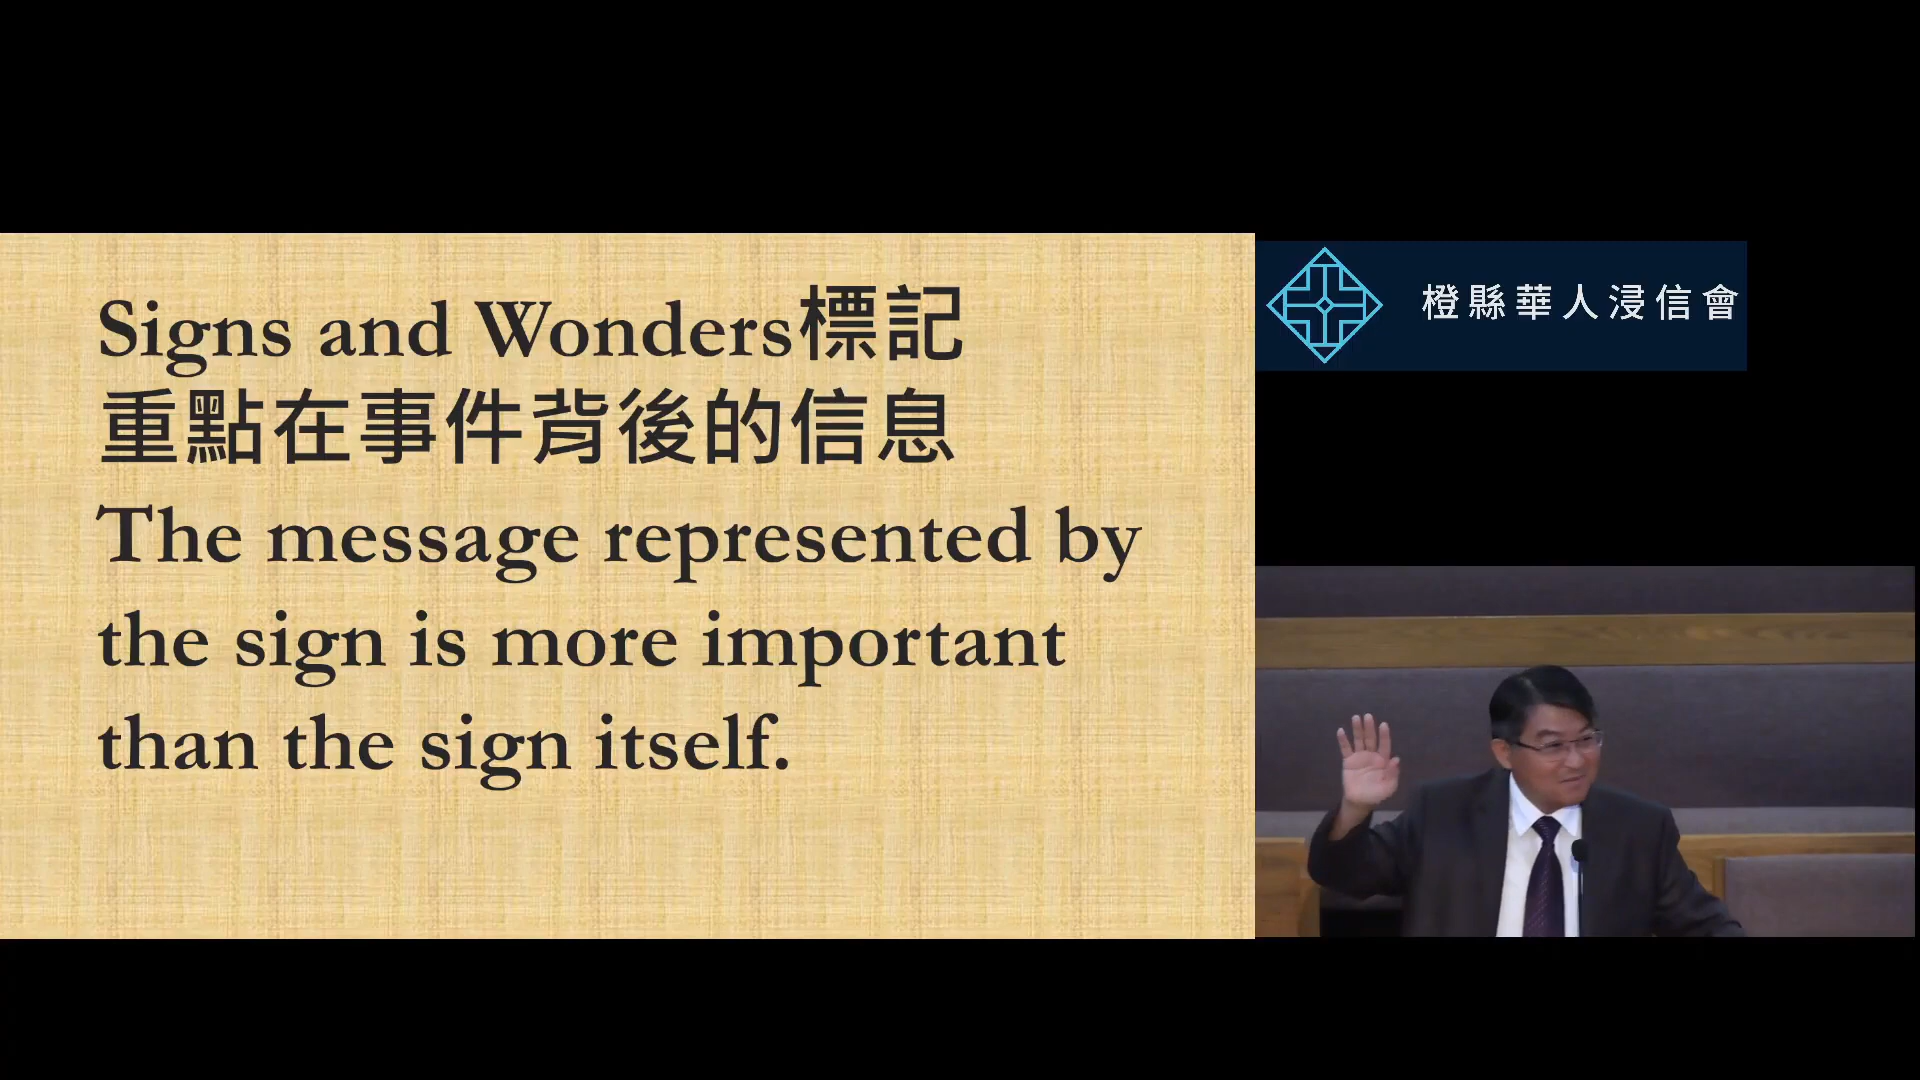 Signs and Wonders標記
重點在事件背後的信息
The message represented by
the sign is more important
than the sign itself.
橙縣華人浸信會